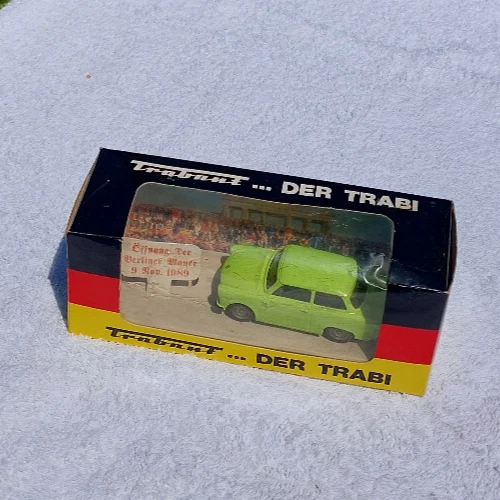 Trabant ... DER TRABI
Öffnung Der
Berliner Mauer
9 Nov. 1989
Trabant ... DER TRABI